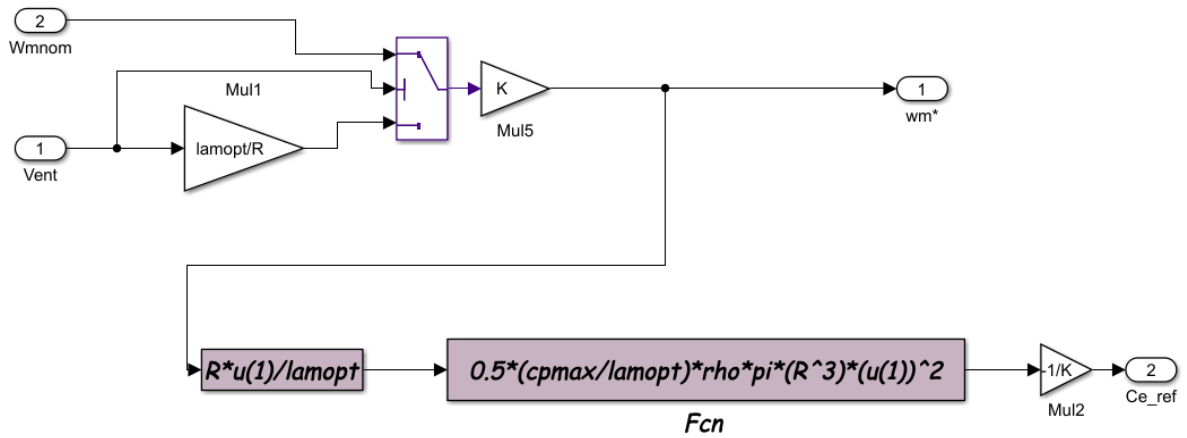 2
Wmnom
Mul1
K
Mul5
1
wm*
1
Vent
lamopt/R
R*u(1)/lamopt
0.5*(cpmax/lamopt)*rho*pi*(R^3)*(u(1))^2
Fcn
-1/K
Mul2
2
Ce_ref